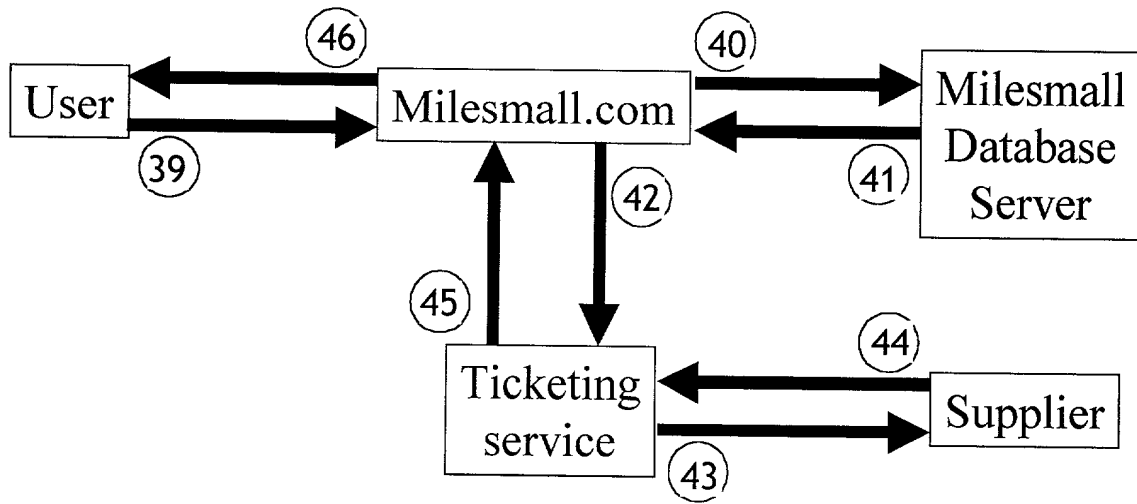 46
40
User
Milesmall.com
Milesmall
Database
Server
39
41
42
45
44
Ticketing
service
Supplier
43